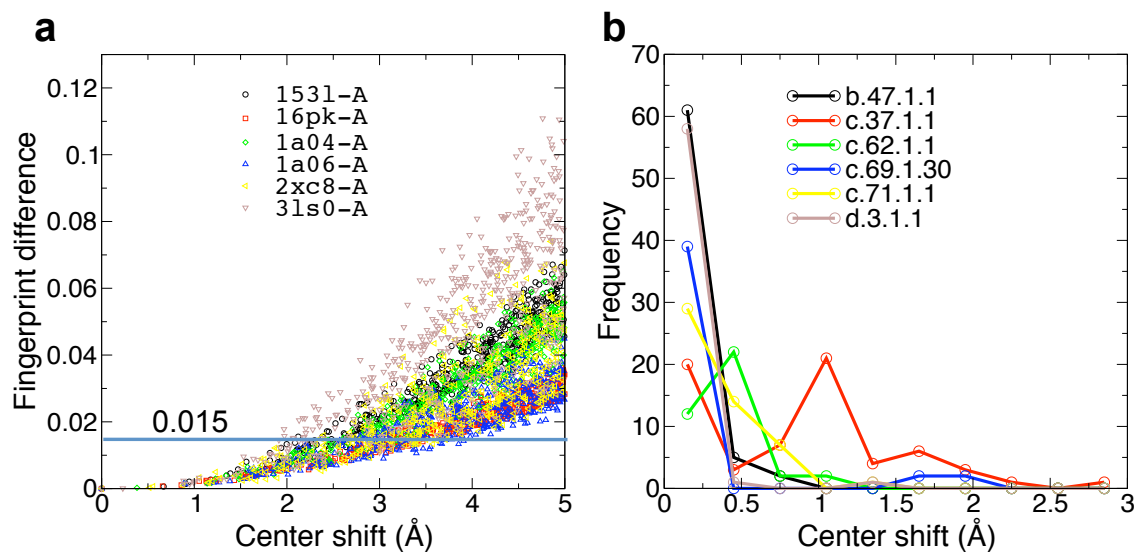 a
Fingerprint difference
0.12
0.1
0.08
0.06
0.04
0.02
0
153l-A
16pk-A
1a04-A
1a06-A
2xc8-A
3ls0-A
0.015
0 1 2 3 4 5
Center shift (Å)
b
Frequency
70
60
50
40
30
20
10
0
b.47.1.1
c.37.1.1
c.62.1.1
c.69.1.30
c.71.1.1
d.3.1.1
0 0.5 1 1.5 2 2.5 3
Center shift (Å)